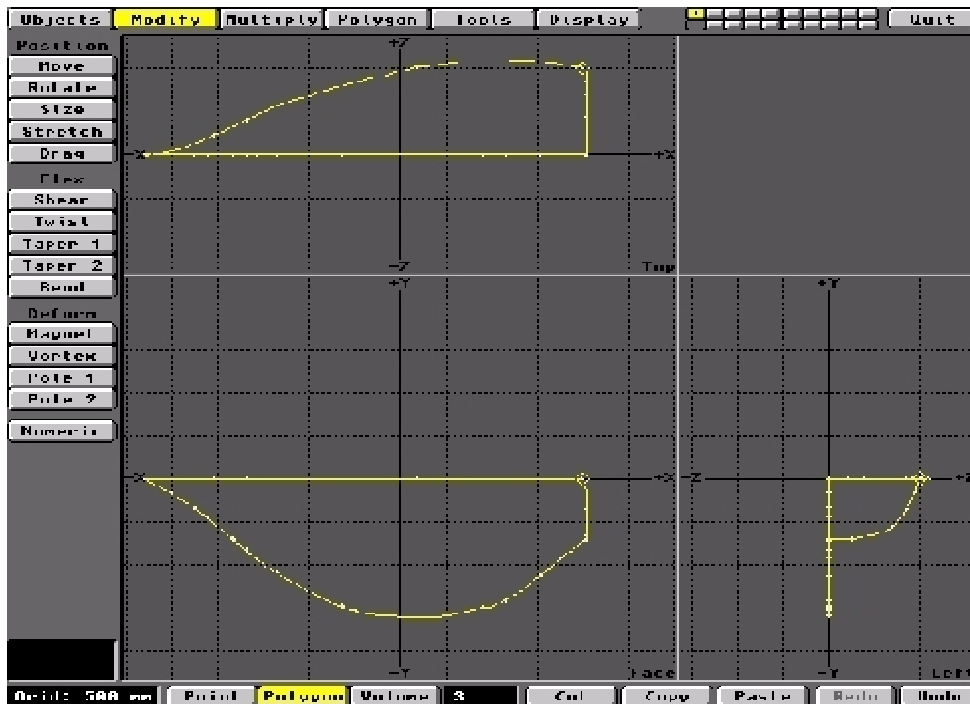 Objects Modify Multiply Polygon Tools Display Quit
Position
Move
Rotate
Size
Stretch
Drag
Flex
Shear
Twist
Taper 1
Taper 2
Bend
Deform
Magnet
Vortex
Pole 1
Pole 2
Numeric
+Z
-X +X
-Z Top
+Y +Y
-X +X -Z +Z
-Y Face -Y Left
Grid: 500 mm Point Polygon Volume 3 Cut Copy Paste Redo Undo